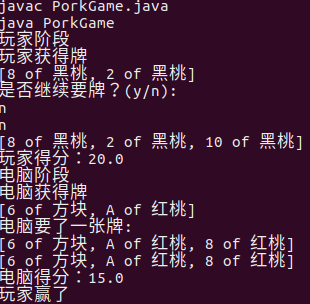 javac PorkGame.java
java PorkGame
玩家阶段
玩家获得牌
[8 of 黑桃, 2 of 黑桃]
是否继续要牌？(y/n):
n
n
[8 of 黑桃, 2 of 黑桃, 10 of 黑桃]
玩家得分：20.0
电脑阶段
电脑获得牌
[6 of 方块, A of 红桃]
电脑要了一张牌:
[6 of 方块, A of 红桃, 8 of 红桃]
[6 of 方块, A of 红桃, 8 of 红桃]
电脑得分：15.0
玩家赢了